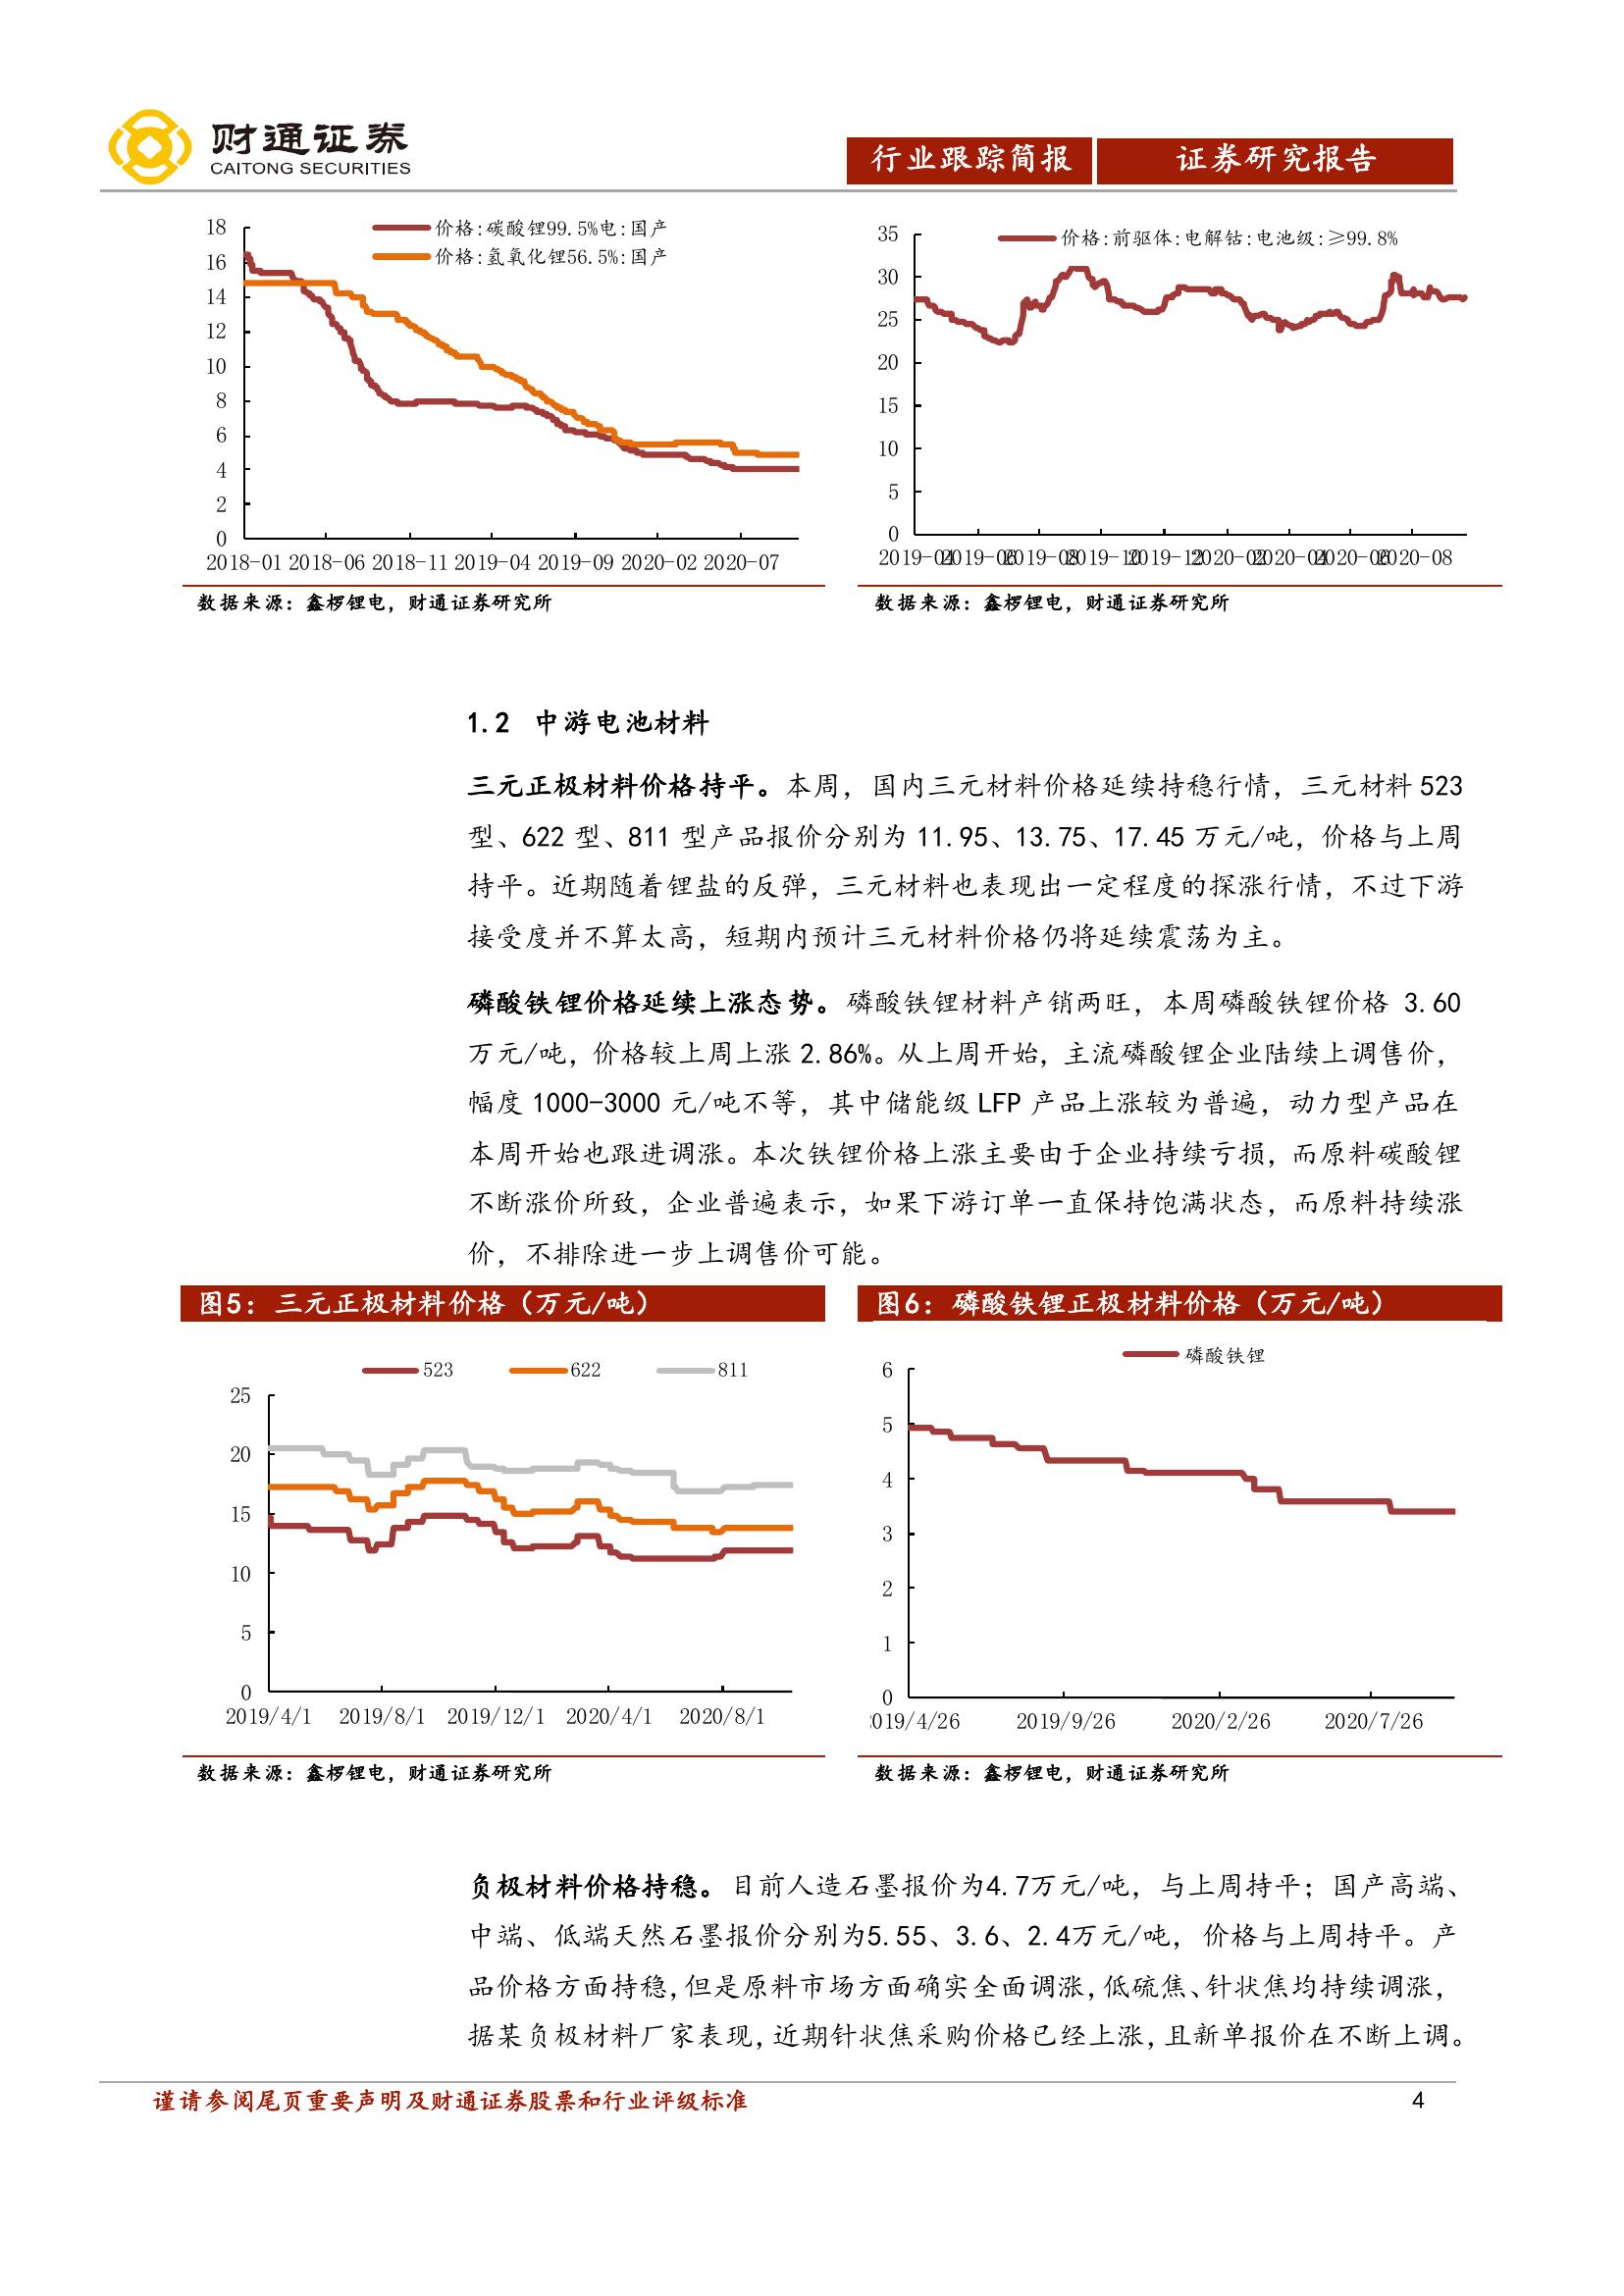 财通证券
CAITONG SECURITIES
行业跟踪简报 证券研究报告
价格:碳酸锂99.5%电:国产
价格:氢氧化锂56.5%:国产
18
16
14
12
10
8
6
4
2
0
2018-01 2018-06 2018-11 2019-04 2019-09 2020-02 2020-07
数据来源：鑫椤锂电，财通证券研究所
价格:前驱体:电解钴:电池级:≥99.8%
35
30
25
20
15
10
5
0
2019-04 2019-06 2019-08 2019-10 2019-12 2020-02 2020-04 2020-06 2020-08
数据来源：鑫椤锂电，财通证券研究所
1.2 中游电池材料
三元正极材料价格持平。本周，国内三元材料价格延续持稳行情，三元材料 523
型、622 型、811 型产品报价分别为 11.95、13.75、17.45 万元/吨，价格与上周
持平。近期随着锂盐的反弹，三元材料也表现出一定程度的探涨行情，不过下游
接受度并不算太高，短期内预计三元材料价格仍将延续震荡为主。
磷酸铁锂价格延续上涨态势。磷酸铁锂材料产销两旺，本周磷酸铁锂价格 3.60
万元/吨，价格较上周上涨 2.86%。从上周开始，主流磷酸锂企业陆续上调售价，
幅度 1000-3000 元/吨不等，其中储能级 LFP 产品上涨较为普遍，动力型产品在
本周开始也跟进调涨。本次铁锂价格上涨主要由于企业持续亏损，而原料碳酸锂
不断涨价所致，企业普遍表示，如果下游订单一直保持饱满状态，而原料持续涨
价，不排除进一步上调售价可能。
图5：三元正极材料价格（万元/吨）
523 622 811
25
20
15
10
5
0
2019/4/1 2019/8/1 2019/12/1 2020/4/1 2020/8/1
数据来源：鑫椤锂电，财通证券研究所
图6：磷酸铁锂正极材料价格（万元/吨）
磷酸铁锂
6
5
4
3
2
1
0
019/4/26 2019/9/26 2020/2/26 2020/7/26
数据来源：鑫椤锂电，财通证券研究所
负极材料价格持稳。目前人造石墨报价为4.7万元/吨，与上周持平；国产高端、
中端、低端天然石墨报价分别为5.55、3.6、2.4万元/吨，价格与上周持平。产
品价格方面持稳,但是原料市场方面确实全面调涨,低硫焦、针状焦均持续调涨，
据某负极材料厂家表现,近期针状焦采购价格已经上涨,且新单报价在不断上调。
谨请参阅尾页重要声明及财通证券股票和行业评级标准 4